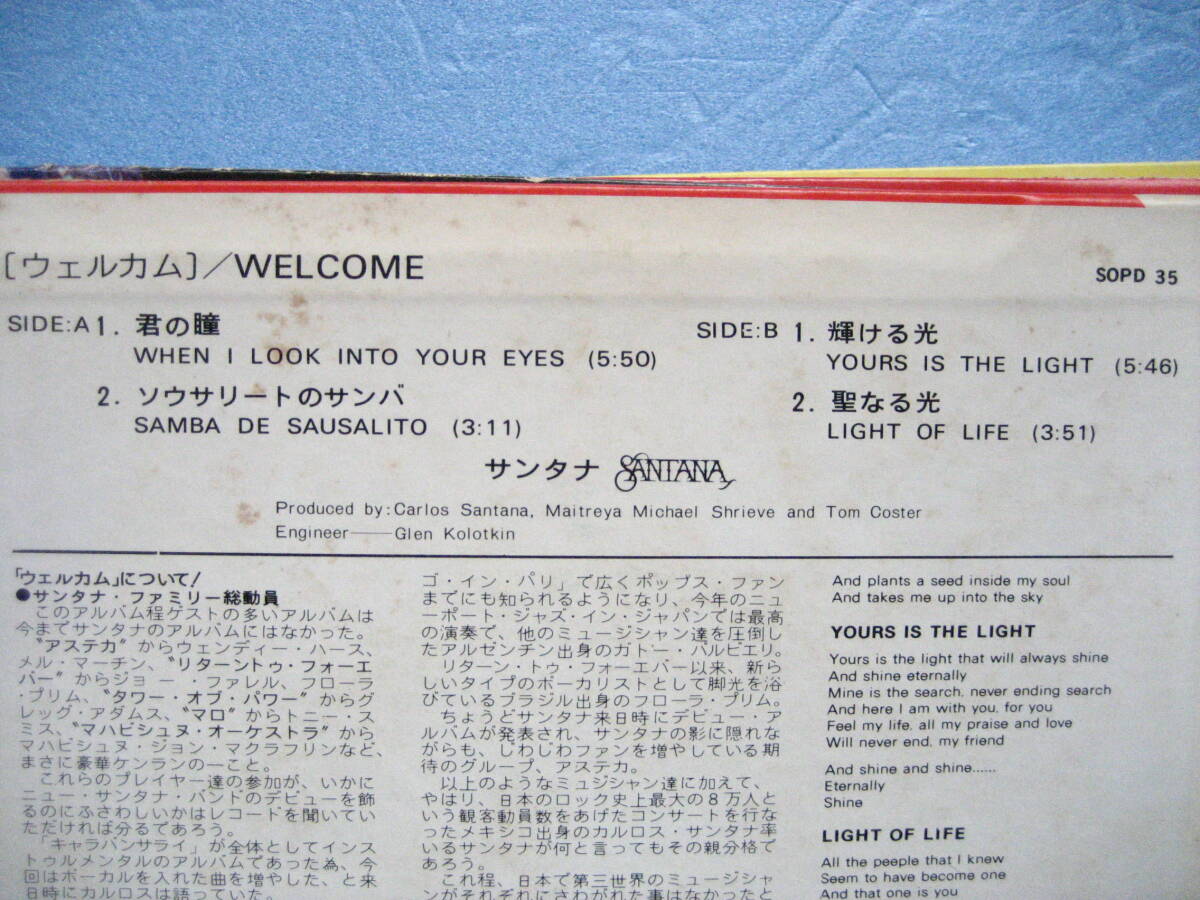 [ウェルカム]/WELCOME
SOPD 35
SIDE:A 1. 君の瞳
WHEN I LOOK INTO YOUR EYES (5:50)
2. ソウサリートのサンバ
SAMBA DE SAUSALITO (3:11)
SIDE:B 1. 輝ける光
YOURS IS THE LIGHT (5:46)
2. 聖なる光
LIGHT OF LIFE (3:51)
サンタナ SANTANA
Produced by: Carlos Santana, Maitreya Michael Shrieve and Tom Coster
Engineer——Glen Kolotkin
「ウェルカム」について!
●サンタナ・ファミリー総動員
このアルバム程ゲストの多いアルバムは
今までサンタナのアルバムにはなかった。
〝アステカ〟からウェンディー・ハース、
メル・マーチン、〝リターントゥ・フォーエ
バー〟からジョー・ファレル、フローラ
・プリム、〝タワー・オブ・パワー〟からグ
レッグ・アダムス、〝マロ〟からトニー・ス
ミス、〝マハビシュヌ・オーケストラ〟から
マハビシュヌ・ジョン・マクラフリンなど、
まさに豪華ケンランの一こと。
これらのプレイヤー達の参加が、いかに
ニュー・サンタナ・バンドのデビューを飾
るのにふさわしいかはレコードを聞いてい
ただければ分るであろう。
「キャラバンサライ」が全体としてインス
トゥルメンタルのアルバムであった為、今
回はボーカルを入れた曲を増やした、と来
日時にカルロスは語っていた。
ゴ・イン・パリ」で広くポップス・ファン
までにも知られるようになり、今年のニュ
ーポート・ジャズ・イン・ジャパンでは最高
の演奏で、他のミュージシャン達を圧倒し
たアルゼンチン出身のガトー・バルビエリ。
リターン・トゥ・フォーエバー以来、新ら
しいタイプのボーカリストとして脚光を浴
びているブラジル出身のフローラ・プリム。
ちょうどサンタナ来日時にデビュー・ア
ルバムが発表され、サンタナの影に隠れな
がらも、じわじわファンを増やしている期
待のグループ、アステカ。
以上のようなミュジシャン達に加えて、
やはり、日本のロック史上最大の8万人と
いう観客動員数をあげたコンサートを行な
ったメキシコ出身のカルロス・サンタナ率
いるサンタナが何と言ってもその親分格で
あろう。
これ程、日本で第三世界のミュージシャ
ンがそれぞれにさわがれた事はなかったと
And plants a seed inside my soul
And takes me up into the sky
YOURS IS THE LIGHT
Yours is the light that will always shine
And shine eternally
Mine is the search, never ending search
And here I am with you, for you
Feel my life, all my praise and love
Will never end, my friend
And shine and shine......
Eternally
Shine
LIGHT OF LIFE
All the peeple that I knew
Seem to have become one
And that one is you